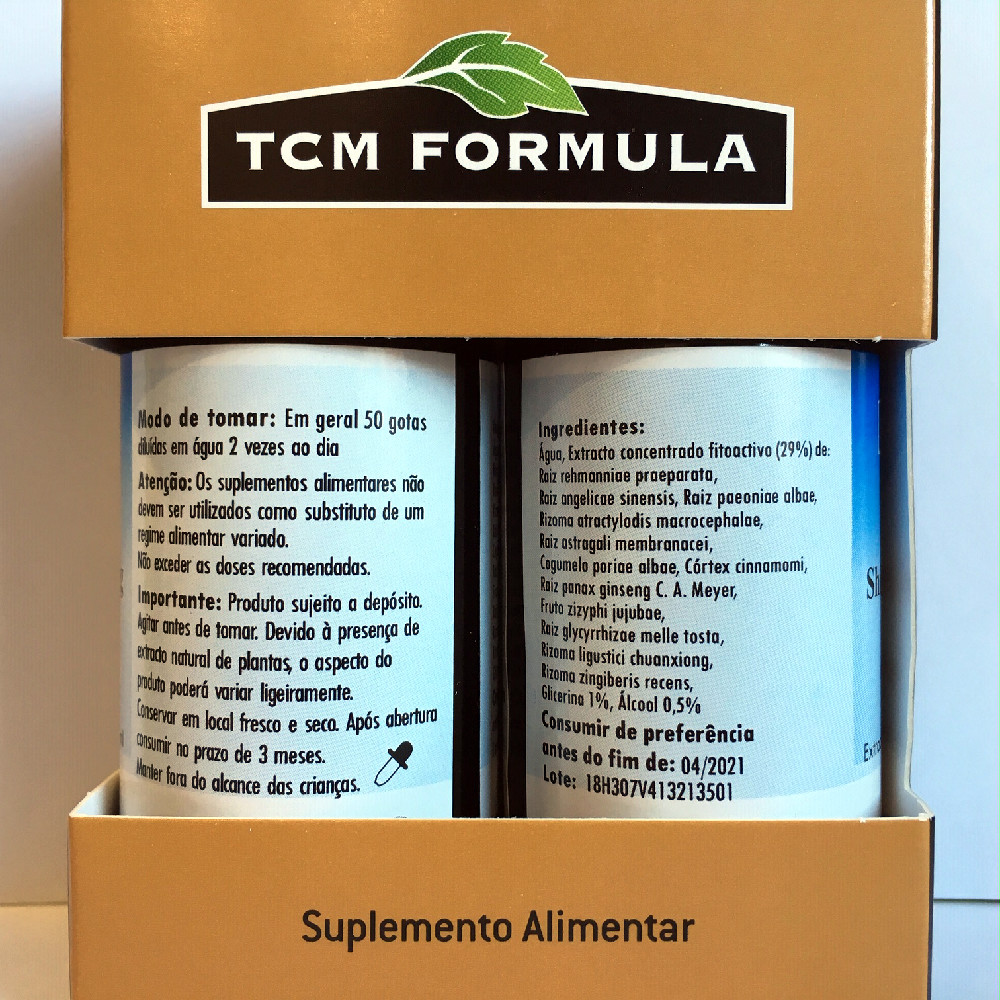 TCM FORMULA
Modo de tomar: Em geral 50 gotas
diluídas em água 2 vezes ao dia
Atenção: Os suplementos alimentares não
devem ser utilizados como substituto de um
regime alimentar variado.
Não exceder as doses recomendadas.
Importante: Produto sujeito a depósito.
Agitar antes de tomar. Devido à presença de
extracto natural de plantas, o aspecto do
produto poderá variar ligeiramente.
Conservar em local fresco e seco. Após abertura
consumir no prazo de 3 meses.
Manter fora do alcance das crianças.
Ingredientes:
Água, Extracto concentrado fitoactivo (29%) de:
Raiz rehmanniae praeparata,
Raiz angelicae sinensis, Raiz paeoniae albae,
Rizoma atractylodis macrocephalae,
Raiz astragali membranacei,
Cogumelo poriae albae, Córtex cinnamomi,
Raiz panax ginseng C. A. Meyer,
Fruto zizyphi jujubae,
Raiz glycyrrhizae melle tosta,
Rizoma ligustici chuanxiong,
Rizoma zingiberis recens,
Glicerina 1%, Álcool 0,5%
Consumir de preferência
antes do fim de: 04/2021
Lote: 18H307V413213501
Suplemento Alimentar